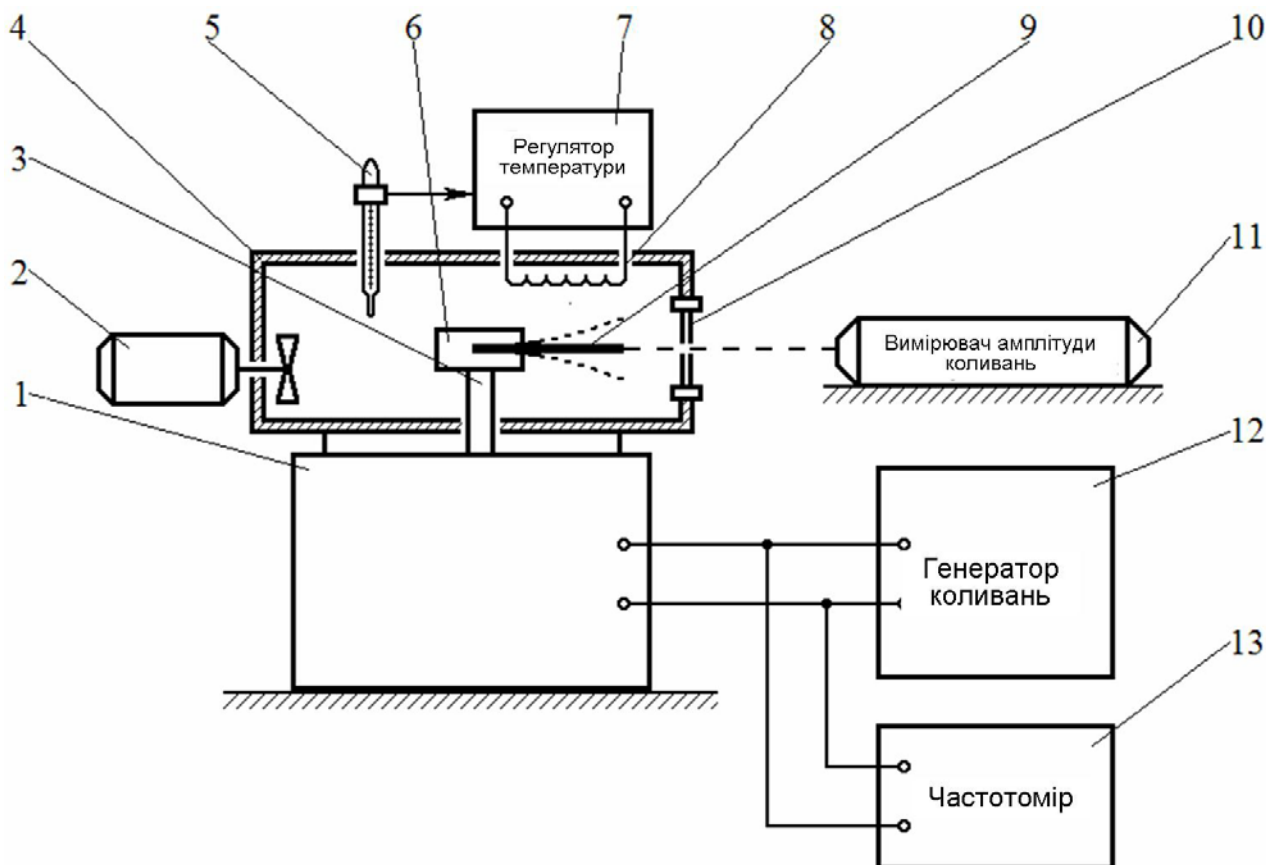 4
5
6
7
8
9
10
Регулятор
температури
3
11
2
Вимірювач амплітуди
коливань
1
12
Генератор
коливань
13
Частотомір